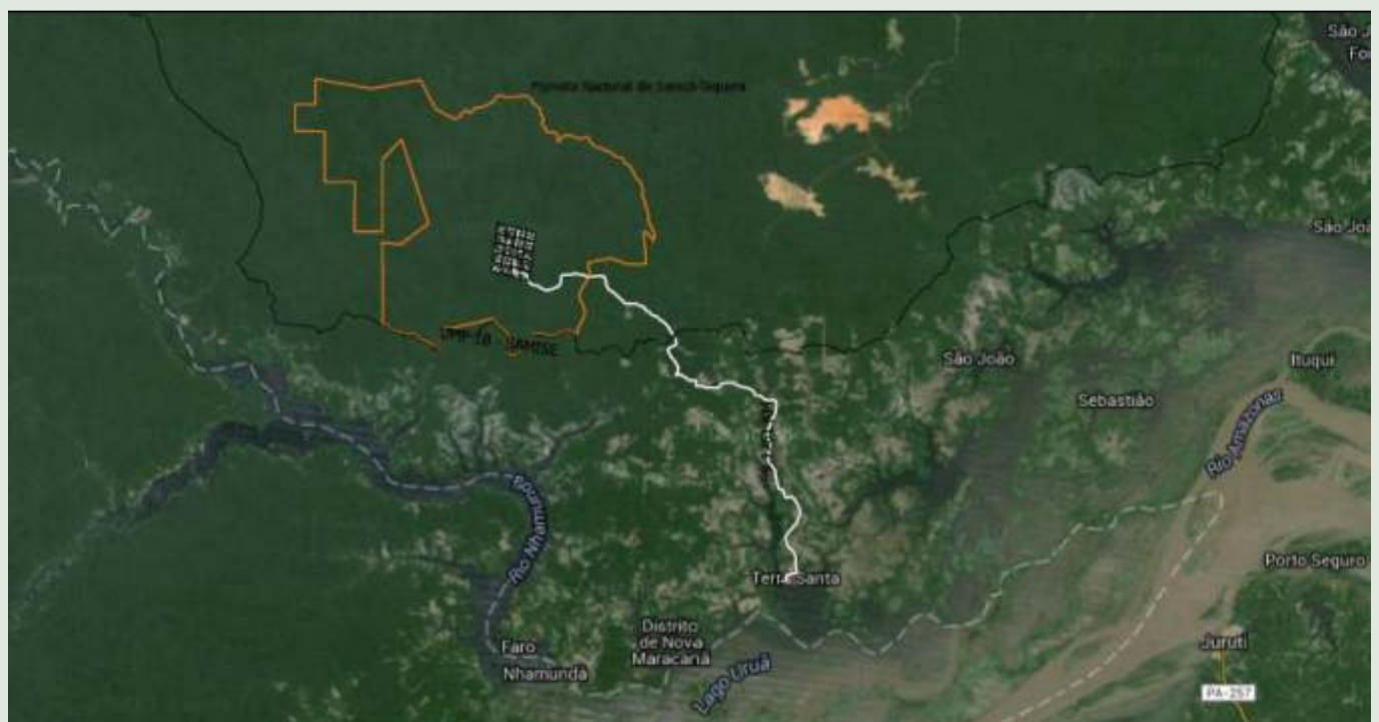 São J
Fo
Floresta Nacional de Saracá-Taquera
São Joã
UMF-1B - SAMISE
São João
Ituqui
Sebastião
Rio Amazonas
Rio Nhamundá
Terra Santa
Porto Seguro
Distrito
de Nova
Maracanã
Faro
Nhamundá
Lago Uruá
Juruti
PA-257